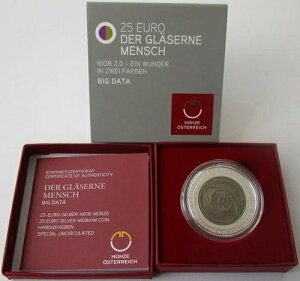 25 EURO
DER GLÄSERNE
MENSCH
NIOB 2.0 – EIN WUNDER
IN ZWEI FARBEN
BIG DATA
MÜNZE
ÖSTERREICH
ECHTHEITSZERTIFIKAT
CERTIFICATE OF AUTHENTICITY
DER GLÄSERNE
MENSCH
BIG DATA
25-EURO-SILBER-NIOB MÜNZE
25 EURO SILVER NIOBIUM COIN
HANDGEHOBEN
SPECIAL UNCIRCULATED
MÜNZE
ÖSTERREICH
MÜNZE
ÖSTERREICH